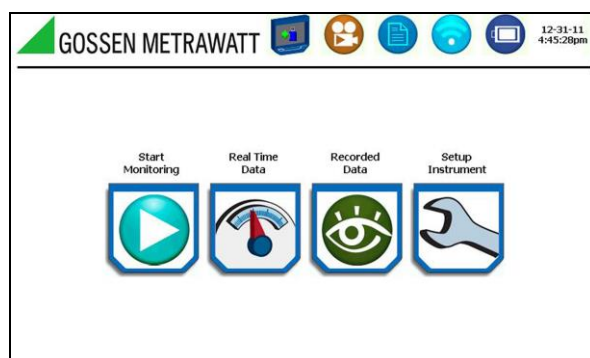 GOSSEN METRAWATT
12-31-11
4:45:28pm
Start
Monitoring
Real Time
Data
Recorded
Data
Setup
Instrument